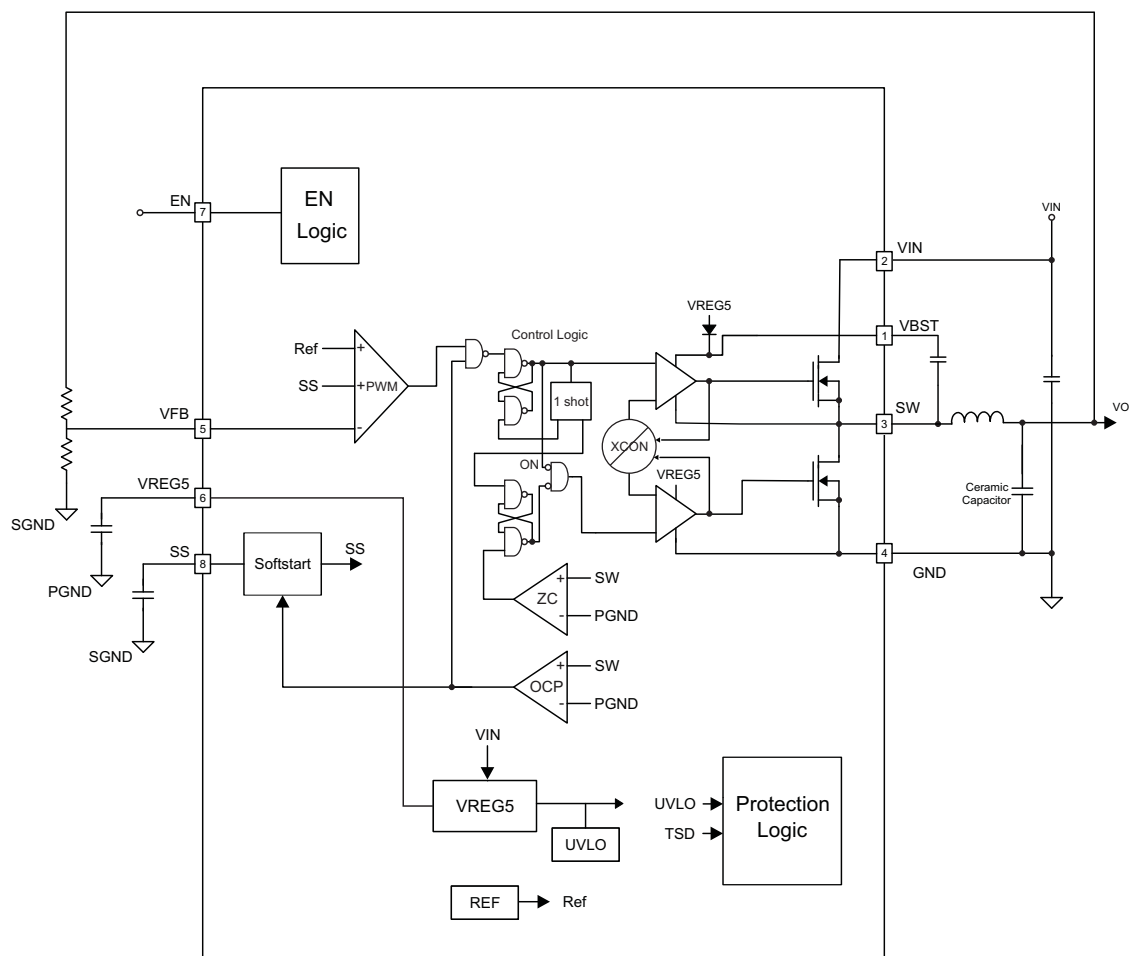 EN
7
EN
Logic
VIN
VIN
2
VREG5
VBST
1
Control Logic
Ref
+
SS
+
PWM
-
1 shot
SW
3
VO
VFB
5
XCON
ON
VREG5
VREG5
6
Ceramic
Capacitor
SGND
SS
8
Softstart
SS
4
GND
PGND
SW
+
ZC
PGND
-
SGND
SW
+
OCP
PGND
-
VIN
VREG5
UVLO
UVLO
TSD
Protection
Logic
REF
Ref